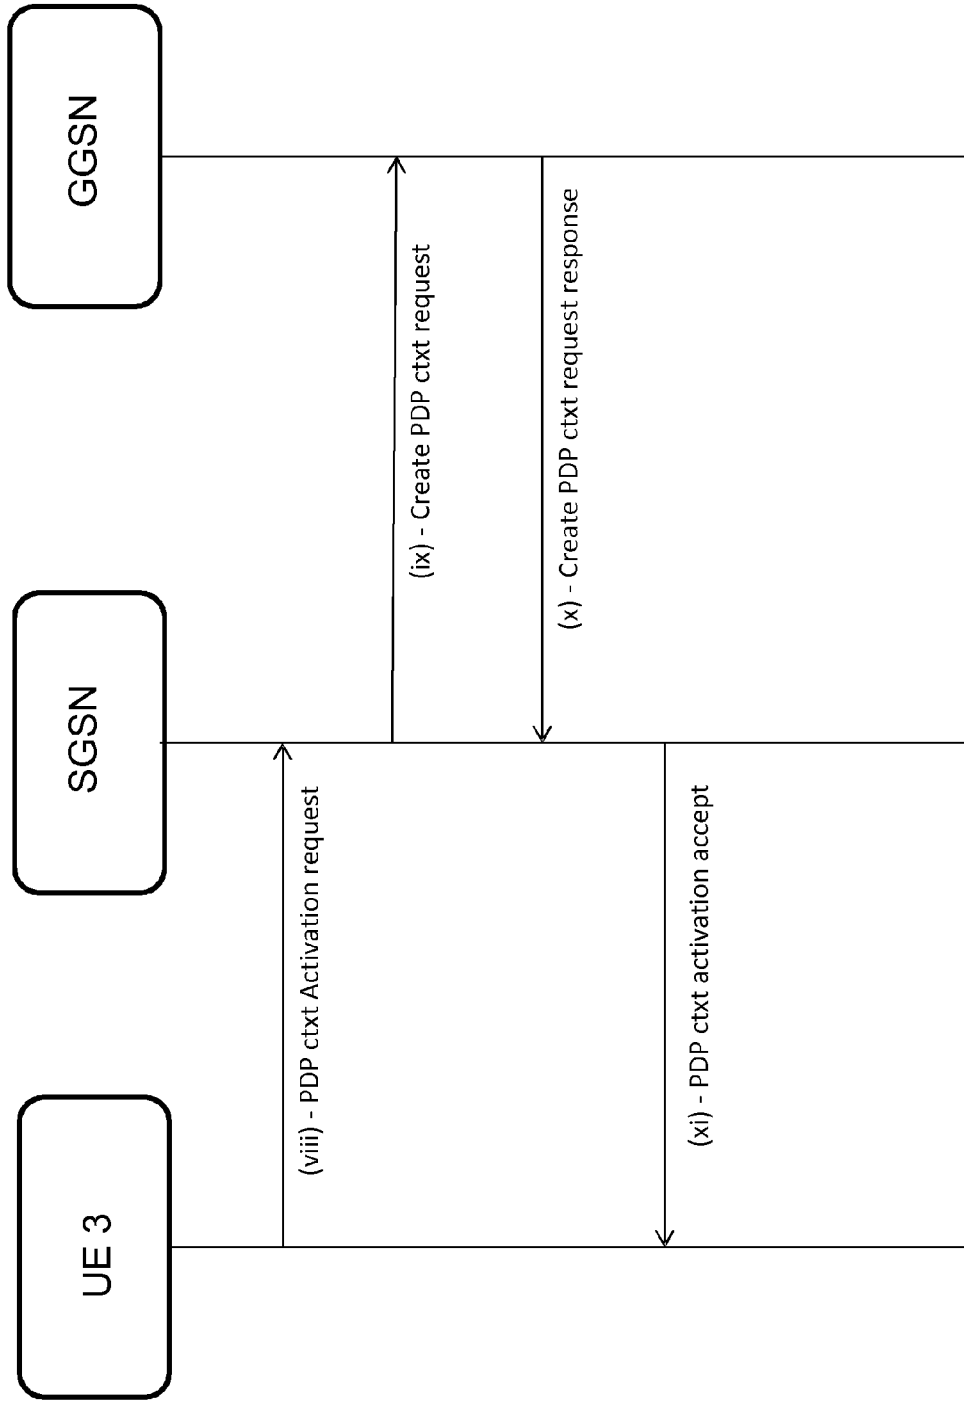 UE 3
SGSN
GGSN
(viii) - PDP ctxt Activation request
(ix) - Create PDP ctxt request
(x) - Create PDP ctxt request response
(xi) - PDP ctxt activation accept